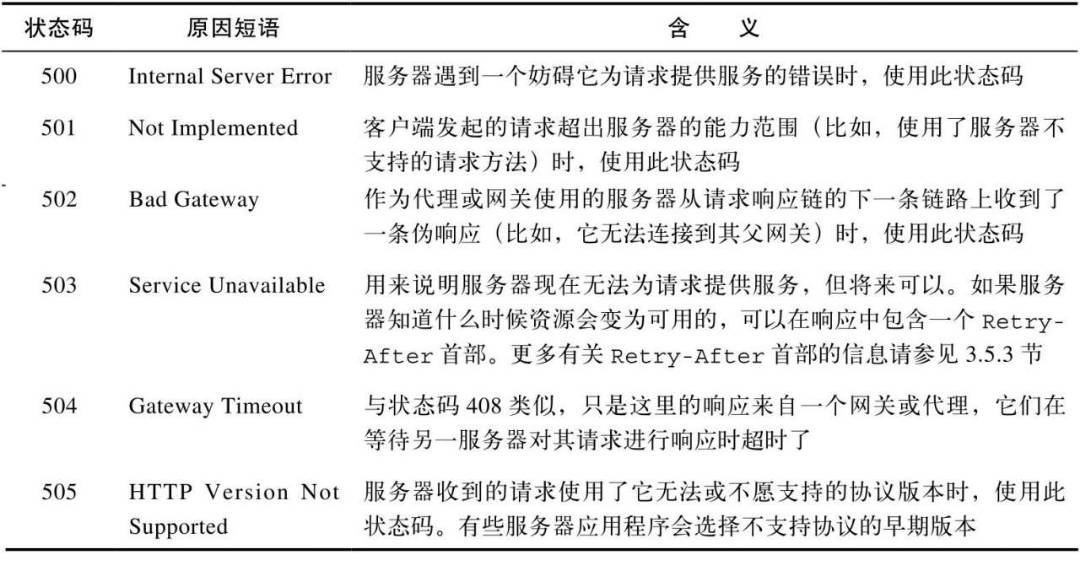 状态码 原因短语 含 义
500 Internal Server Error 服务器遇到一个妨碍它为请求提供服务的错误时，使用此状态码
501 Not Implemented 客户端发起的请求超出服务器的能力范围（比如，使用了服务器不
支持的请求方法）时，使用此状态码
502 Bad Gateway 作为代理或网关使用的服务器从请求响应链的下一条链路上收到了
一条伪响应（比如，它无法连接到其父网关）时，使用此状态码
503 Service Unavailable 用来说明服务器现在无法为请求提供服务，但将来可以。如果服务
器知道什么时候资源会变为可用的，可以在响应中包含一个 Retry-
After 首部。更多有关 Retry-After 首部的信息请参见 3.5.3 节
504 Gateway Timeout 与状态码 408 类似，只是这里的响应来自一个网关或代理，它们在
等待另一服务器对其请求进行响应时超时了
505 HTTP Version Not 服务器收到的请求使用了它无法或不愿支持的协议版本时，使用此
Supported 状态码。有些服务器应用程序会选择不支持协议的早期版本